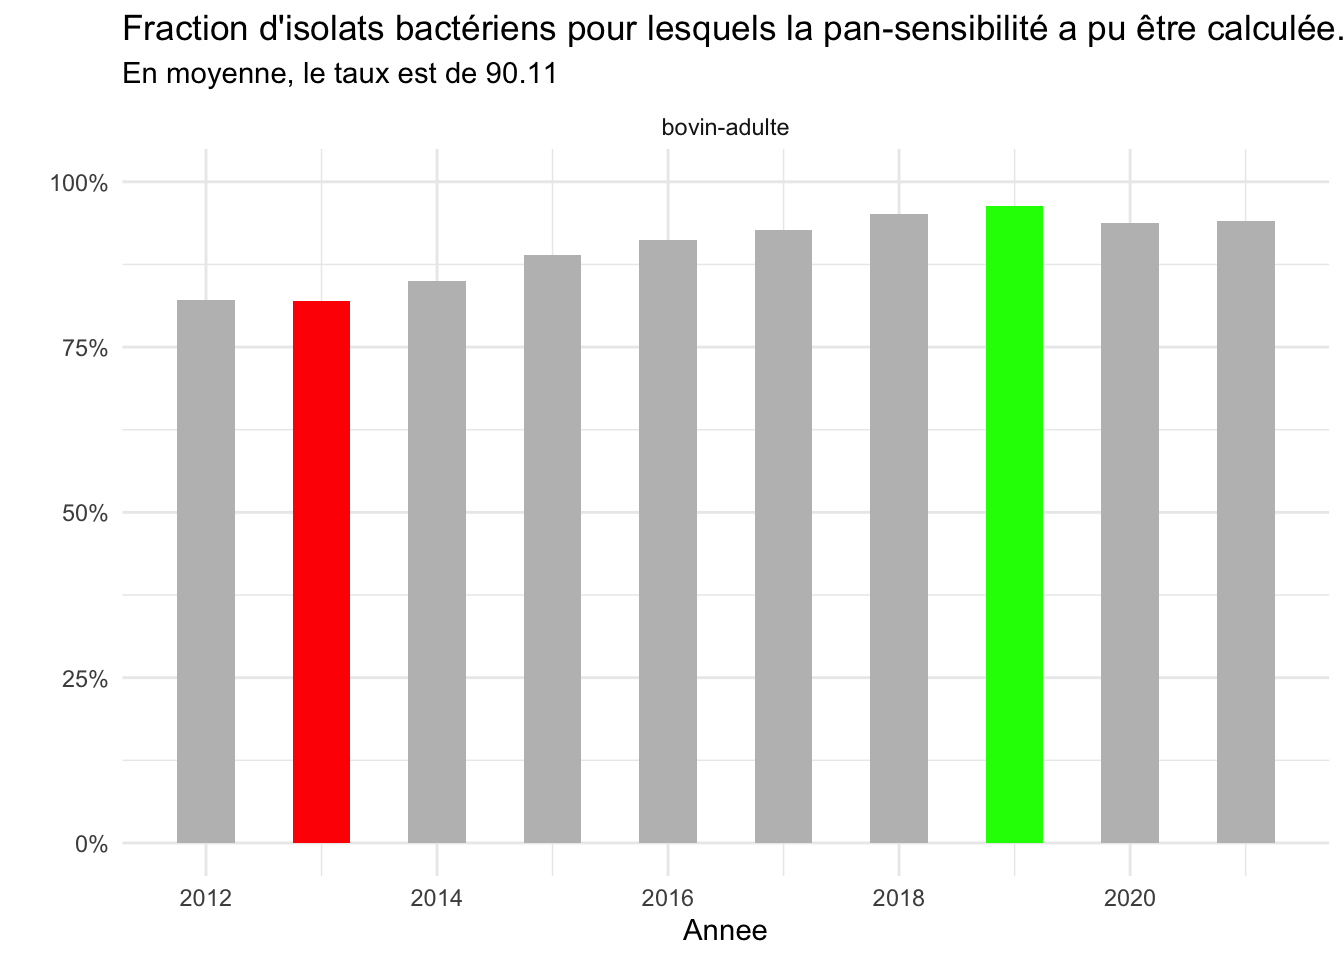 Fraction d'isolats bactériens pour lesquels la pan-sensibilité a pu être calculée.
En moyenne, le taux est de 90.11
bovin-adulte
100%
75%
50%
25%
0%
2012 2014 2016 2018 2020
Annee